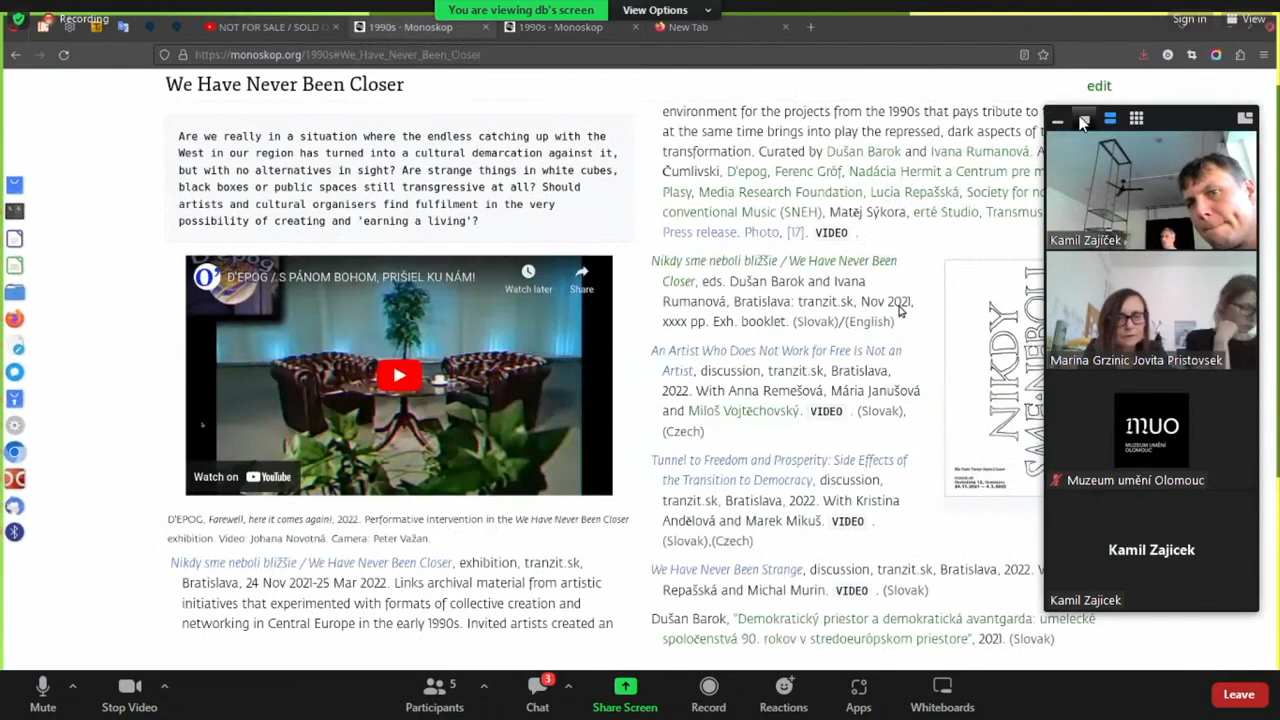 Recording
You are viewing db's screen
View Options
Sign in
View
NOT FOR SALE / SOLD
1990s - Monoskop
1990s - Monoskop
New Tab
https://monoskop.org/1990s#We_Have_Never_Been_Closer
We Have Never Been Closer
edit
Are we really in a situation where the endless catching up with the
West in our region has turned into a cultural demarcation against it,
but with no alternatives in sight? Are strange things in white cubes,
black boxes or public spaces still transgressive at all? Should
artists and cultural organisers find fulfilment in the very
possibility of creating and 'earning a living'?
D'EPOG / S PÁNOM BOHOM, PRIŠIEL KU NÁM!
Watch later
Share
Watch on YouTube
D'EPOG, Farewell, here it comes again!, 2022. Performative intervention in the We Have Never Been Closer
exhibition. Video: Johana Novotná. Camera: Peter Važan.
Nikdy sme neboli bližšie / We Have Never Been Closer, exhibition, tranzit.sk,
Bratislava, 24 Nov 2021-25 Mar 2022. Links archival material from artistic
initiatives that experimented with formats of collective creation and
networking in Central Europe in the early 1990s. Invited artists created an
environment for the projects from the 1990s that pays tribute to
at the same time brings into play the repressed, dark aspects of
transformation. Curated by Dušan Barok and Ivana Rumanová. A
Čumlivski, D'epog, Ferenc Gróf, Nadácia Hermit a Centrum pre m
Plasy, Media Research Foundation, Lucia Repašská, Society for no
conventional Music (SNEH), Matěj Sýkora, erté Studio, Transmus
Press release. Photo, [17]. VIDEO .
Nikdy sme neboli bližšie / We Have Never Been
Closer, eds. Dušan Barok and Ivana
Rumanová, Bratislava: tranzit.sk, Nov 2021,
xxxx pp. Exh. booklet. (Slovak)/(English)
An Artist Who Does Not Work for Free Is Not an
Artist, discussion, tranzit.sk, Bratislava,
2022. With Anna Remešová, Mária Janušová
and Miloš Vojtěchovský. VIDEO . (Slovak),
(Czech)
Tunnel to Freedom and Prosperity: Side Effects of
the Transition to Democracy, discussion,
tranzit.sk, Bratislava, 2022. With Kristina
Andělová and Marek Mikuš. VIDEO .
(Slovak),(Czech)
We Have Never Been Strange, discussion, tranzit.sk, Bratislava, 2022.
Repašská and Michal Murin. VIDEO . (Slovak)
Dušan Barok, "Demokratický priestor a demokratická avantgarda: umelecké
spoločenstvá 90. rokov v stredoeurópskom priestore", 2021. (Slovak)
NIKDY
SME NEBOLI
Kamil Zajíček
Marina Grzinic Jovita Pristovsek
MUO
MUZEUM UMĚNÍ
OLOMOUC
Muzeum umění Olomouc
Kamil Zajicek
Kamil Zajícek
Mute
Stop Video
5
Participants
3
Chat
Share Screen
Record
Reactions
Apps
Whiteboards
Leave